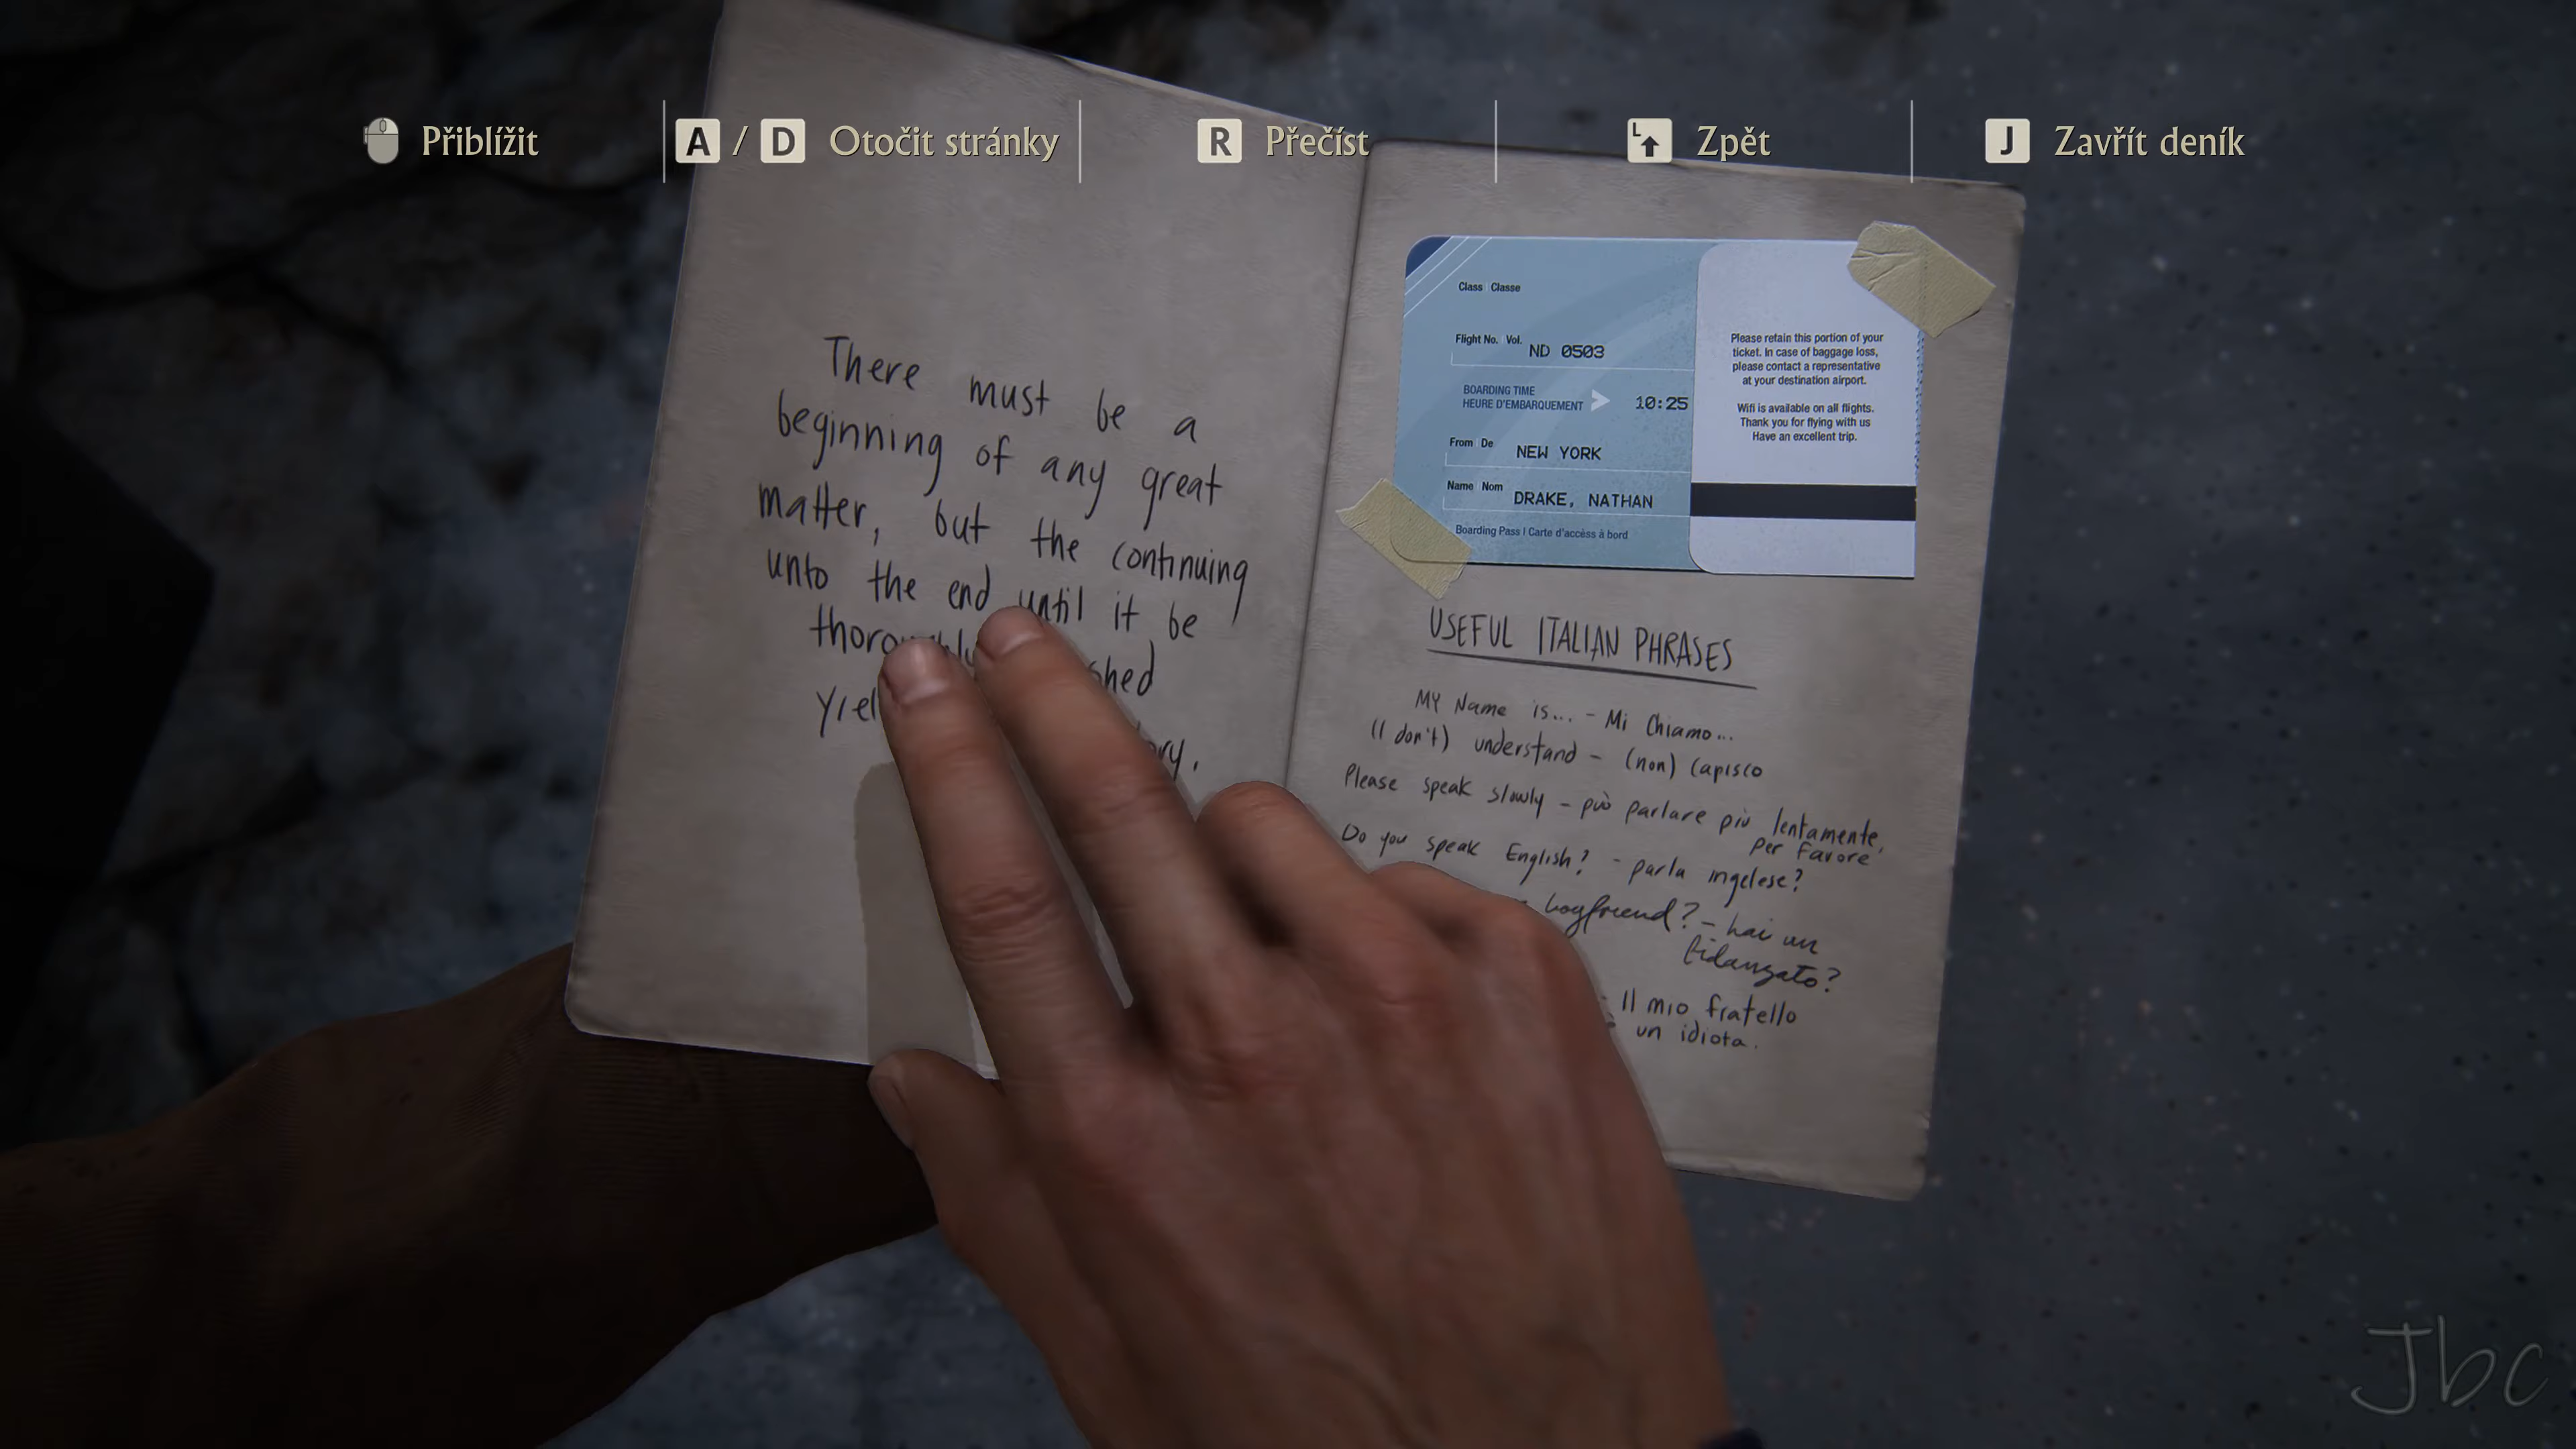 Přiblížit
A / D Otočit stránky
R Přečíst
L Zpět
J Zavřít deník
There must be a
beginning of any great
matter, but the continuing
unto the end until it be
Class Classe
Flight No. Vol. ND 0503
BOARDING TIME
HEURE D'EMBARQUEMENT 10:25
From De NEW YORK
Name Nom DRAKE, NATHAN
Boarding Pass | Carte d'accès à bord
Please retain this portion of your
ticket. In case of baggage loss,
please contact a representative
at your destination airport.
Wifi is available on all flights.
Thank you for flying with us
Have an excellent trip.
USEFUL ITALIAN PHRASES
MY Name is... - Mi Chiamo...
(I don't) understand - (non) capisco
Please speak slowly - può parlare più lentamente,
per favore
Do you speak English? - parla inglese?
boyfriend? - hai un
fidanzato?
Il mio fratello
un idiota.
Jbc